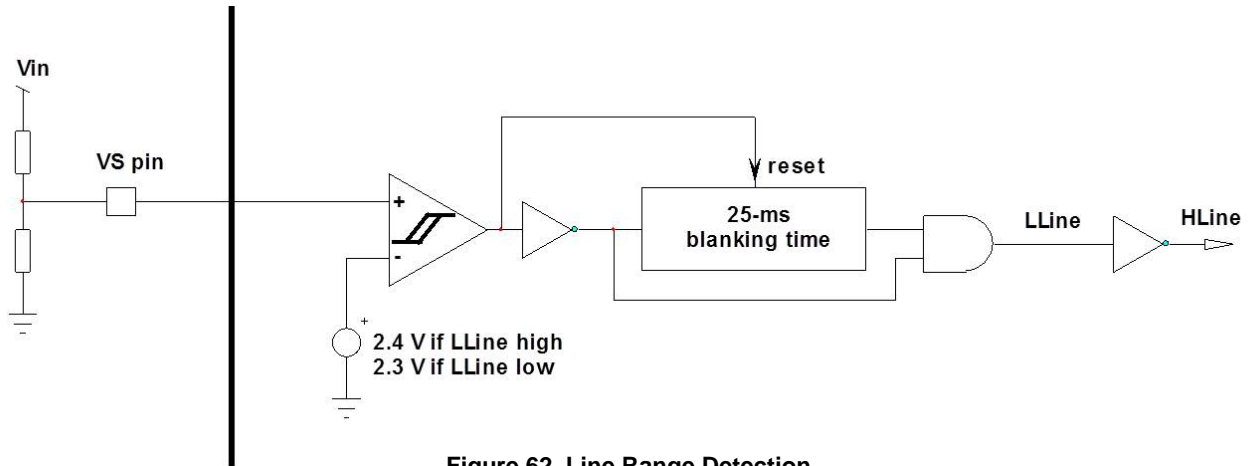 Vin
VS pin
+
-
+
2.4 V if LLine high
2.3 V if LLine low
reset
25-ms
blanking time
LLine
HLine
Figure 62. Line Range Detection